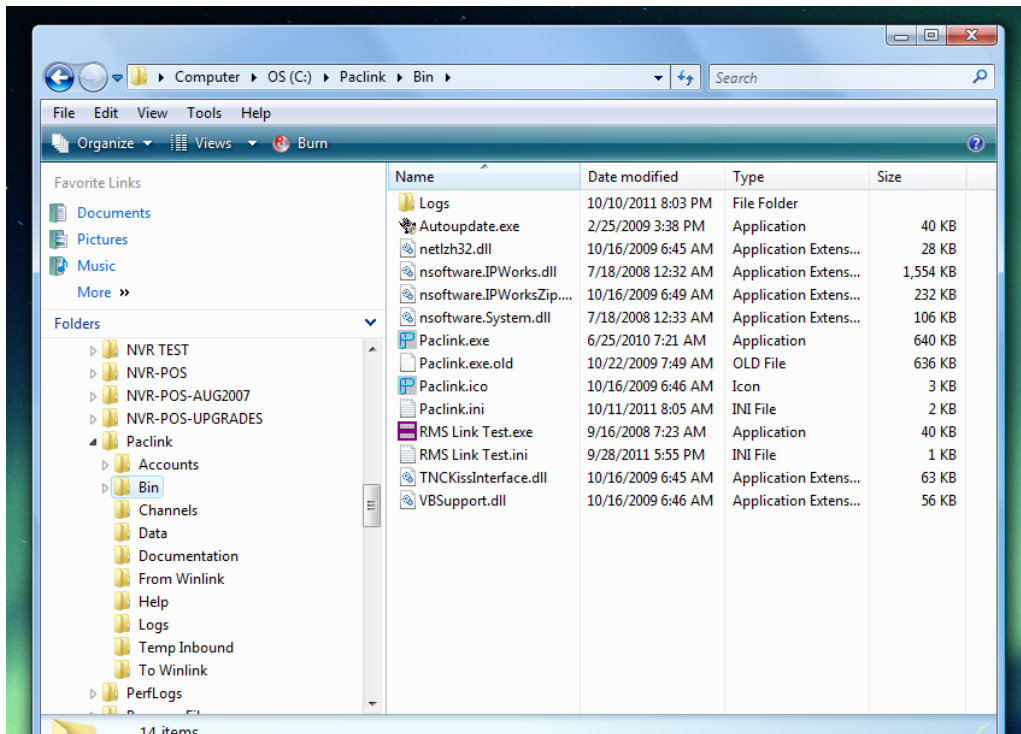 Computer OS (C:) Paclink Bin Search
File Edit View Tools Help
Organize Views Burn
Favorite Links
Documents
Pictures
Music
More
Folders
NVR TEST
NVR-POS
NVR-POS-AUG2007
NVR-POS-UPGRADES
Paclink
Accounts
Bin
Channels
Data
Documentation
From Winlink
Help
Logs
Temp Inbound
To Winlink
PerfLogs
Name Date modified Type Size
Logs 10/10/2011 8:03 PM File Folder
Autoupdate.exe 2/25/2009 3:38 PM Application 40 KB
netlzh32.dll 10/16/2009 6:45 AM Application Extens... 28 KB
nsoftware.IPWorks.dll 7/18/2008 12:32 AM Application Extens... 1,554 KB
nsoftware.IPWorksZip.... 10/16/2009 6:49 AM Application Extens... 232 KB
nsoftware.System.dll 7/18/2008 12:33 AM Application Extens... 106 KB
Paclink.exe 6/25/2010 7:21 AM Application 640 KB
Paclink.exe.old 10/22/2009 7:49 AM OLD File 636 KB
Paclink.ico 10/16/2009 6:46 AM Icon 3 KB
Paclink.ini 10/11/2011 8:05 AM INI File 2 KB
RMS Link Test.exe 9/16/2008 7:23 AM Application 40 KB
RMS Link Test.ini 9/28/2011 5:55 PM INI File 1 KB
TNCKissInterface.dll 10/16/2009 6:45 AM Application Extens... 63 KB
VBSupport.dll 10/16/2009 6:46 AM Application Extens... 56 KB
14 items